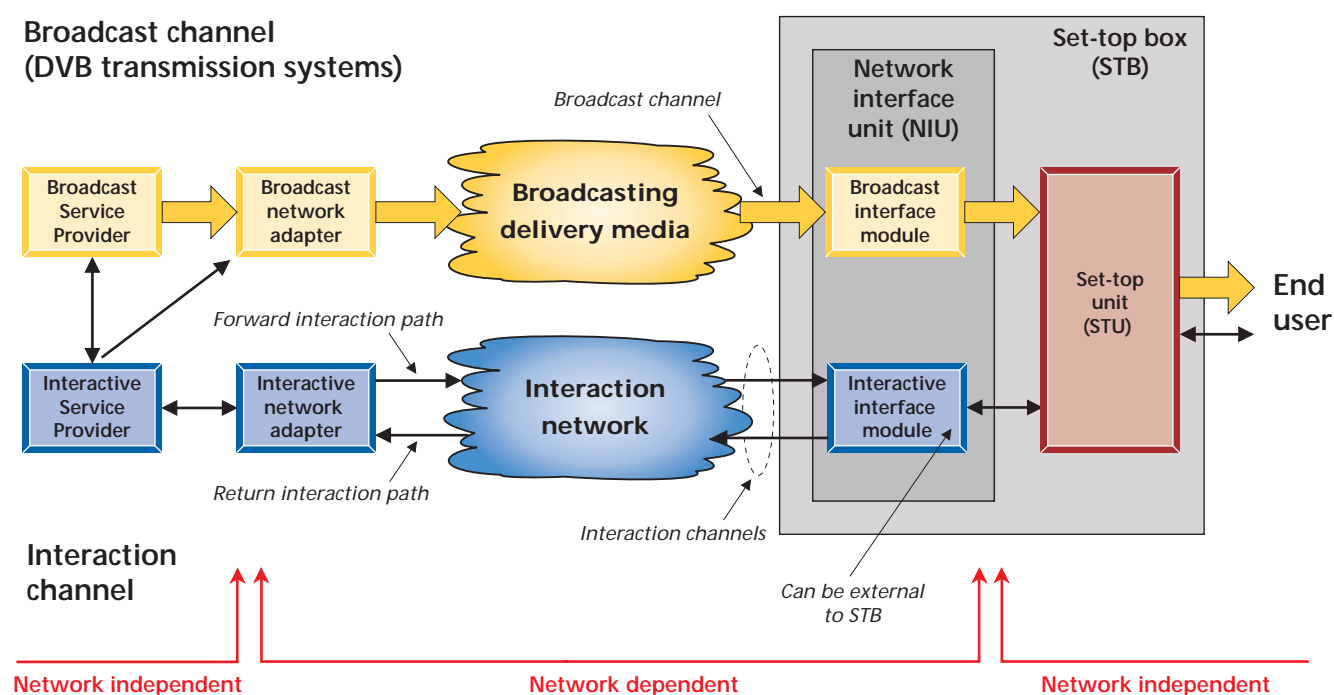 Broadcast channel
(DVB transmission systems)
Set-top box
(STB)
Network
interface
unit (NIU)
Broadcast channel
Broadcast
Service
Provider
Broadcast
network
adapter
Broadcasting
delivery media
Broadcast
interface
module
Set-top
unit
(STU)
End
user
Forward interaction path
Interactive
Service
Provider
Interactive
network
adapter
Interaction
network
Interactive
interface
module
Return interaction path
Interaction channels
Interaction
channel
Can be external
to STB
Network independent
Network dependent
Network independent